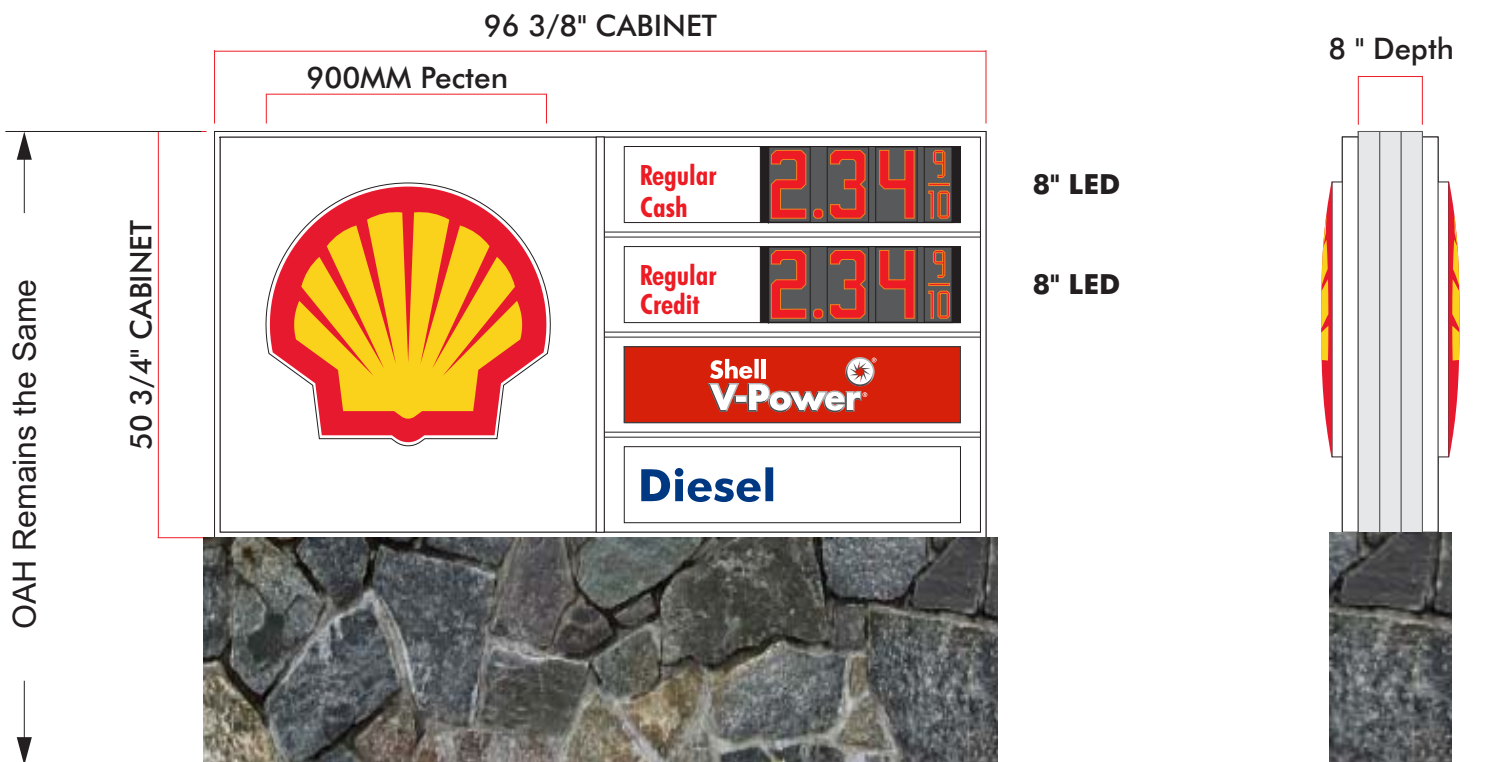 96 3/8" CABINET
8 " Depth
900MM Pecten
OAH Remains the Same
50 3/4" CABINET
Regular
Cash
2.34 9/10
8" LED
Regular
Credit
2.34 9/10
8" LED
Shell
V-Power
Diesel